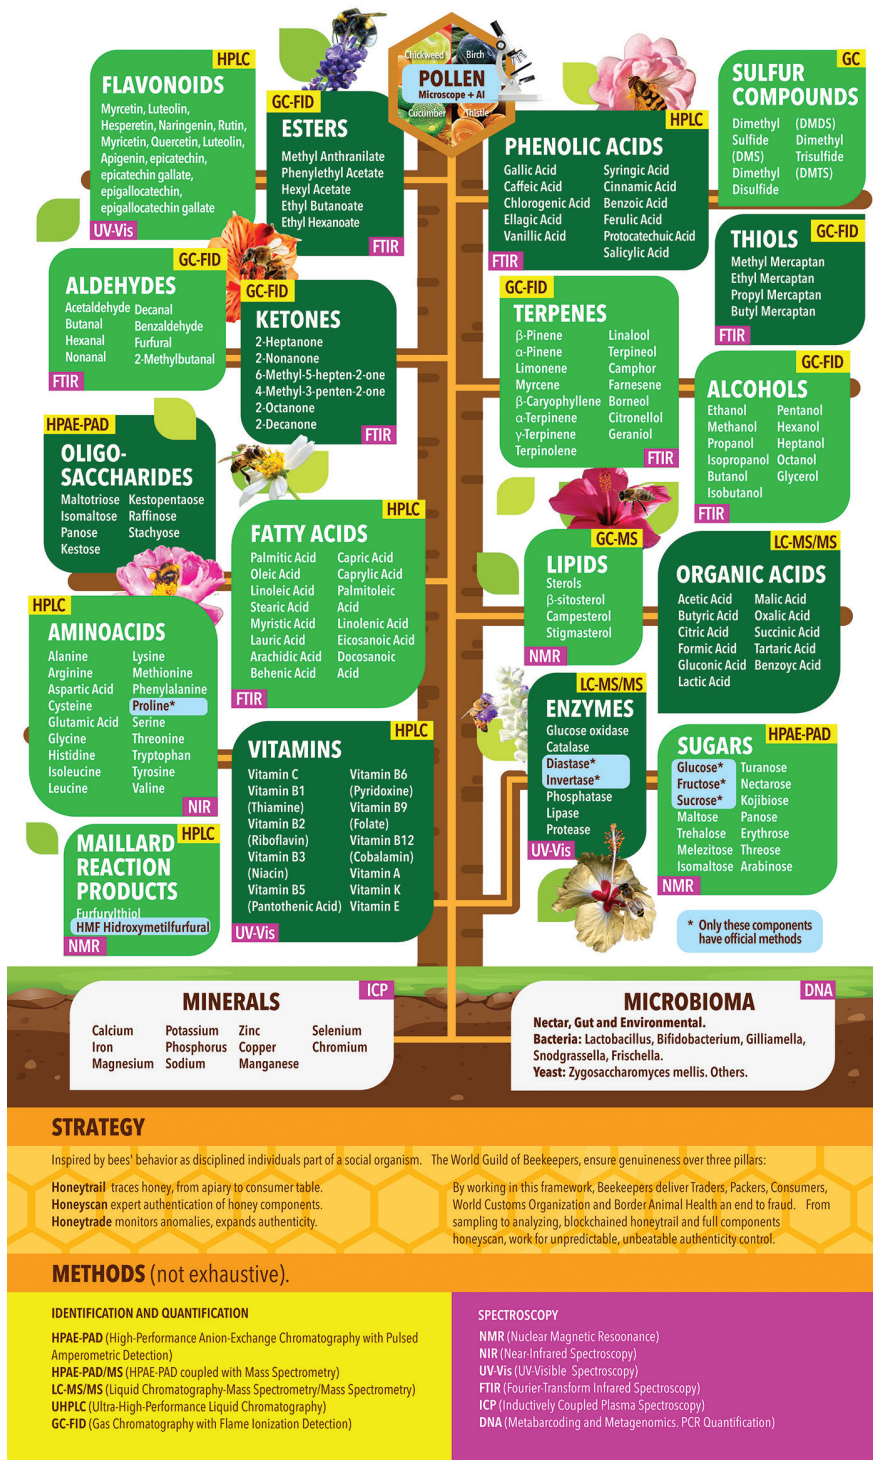 Chickweed
Birch
POLLEN
Microscope + AI
Cucumber
Thistle
HPLC
FLAVONOIDS
Myrcetin, Luteolin,
Hesperetin, Naringenin, Rutin,
Myricetin, Quercetin, Luteolin,
Apigenin, epicatechin,
epicatechin gallate,
epigallocatechin,
epigallocatechin gallate
UV-Vis
GC-FID
ESTERS
Methyl Anthranilate
Phenylethyl Acetate
Hexyl Acetate
Ethyl Butanoate
Ethyl Hexanoate
FTIR
HPLC
PHENOLIC ACIDS
Gallic Acid
Caffeic Acid
Chlorogenic Acid
Ellagic Acid
Vanillic Acid
Syringic Acid
Cinnamic Acid
Benzoic Acid
Ferulic Acid
Protocatechuic Acid
Salicylic Acid
FTIR
GC
SULFUR
COMPOUNDS
Dimethyl
Sulfide
(DMS)
Dimethyl
Disulfide
(DMDS)
Dimethyl
Trisulfide
(DMTS)
GC-FID
ALDEHYDES
Acetaldehyde
Butanal
Hexanal
Nonanal
Decanal
Benzaldehyde
Furfural
2-Methylbutanal
FTIR
GC-FID
KETONES
2-Heptanone
2-Nonanone
6-Methyl-5-hepten-2-one
4-Methyl-3-penten-2-one
2-Octanone
2-Decanone
FTIR
GC-FID
TERPENES
β-Pinene
α-Pinene
Limonene
Myrcene
β-Caryophyllene
α-Terpinene
γ-Terpinene
Terpinolene
Linalool
Terpineol
Camphor
Farnesene
Borneol
Citronellol
Geraniol
FTIR
THIOLS
GC-FID
Methyl Mercaptan
Ethyl Mercaptan
Propyl Mercaptan
Butyl Mercaptan
FTIR
GC-FID
ALCOHOLS
Ethanol
Methanol
Propanol
Isopropanol
Butanol
Isobutanol
Pentanol
Hexanol
Heptanol
Octanol
Glycerol
FTIR
HPAE-PAD
OLIGO-
SACCHARIDES
Maltotriose
Isomaltose
Panose
Kestose
Kestopentaose
Raffinose
Stachyose
HPLC
FATTY ACIDS
Palmitic Acid
Oleic Acid
Linoleic Acid
Stearic Acid
Myristic Acid
Lauric Acid
Arachidic Acid
Behenic Acid
Capric Acid
Caprylic Acid
Palmitoleic
Acid
Linolenic Acid
Eicosanoic Acid
Docosanoic
Acid
FTIR
GC-MS
LIPIDS
Sterols
β-sitosterol
Campesterol
Stigmasterol
NMR
LC-MS/MS
ORGANIC ACIDS
Acetic Acid
Butyric Acid
Citric Acid
Formic Acid
Gluconic Acid
Lactic Acid
Malic Acid
Oxalic Acid
Succinic Acid
Tartaric Acid
Benzoyc Acid
HPLC
AMINOACIDS
Alanine
Arginine
Aspartic Acid
Cysteine
Glutamic Acid
Glycine
Histidine
Isoleucine
Leucine
Lysine
Methionine
Phenylalanine
Proline*
Serine
Threonine
Tryptophan
Tyrosine
Valine
NIR
HPLC
VITAMINS
Vitamin C
Vitamin B1
(Thiamine)
Vitamin B2
(Riboflavin)
Vitamin B3
(Niacin)
Vitamin B5
(Pantothenic Acid)
Vitamin B6
(Pyridoxine)
Vitamin B9
(Folate)
Vitamin B12
(Cobalamin)
Vitamin A
Vitamin K
Vitamin E
UV-Vis
LC-MS/MS
ENZYMES
Glucose oxidase
Catalase
Diastase*
Invertase*
Phosphatase
Lipase
Protease
UV-Vis
HPAE-PAD
SUGARS
Glucose*
Fructose*
Sucrose*
Maltose
Trehalose
Melezitose
Isomaltose
Turanose
Nectarose
Kojibiose
Panose
Erythrose
Threose
Arabinose
NMR
MAILLARD
HPLC
REACTION
PRODUCTS
Furfurylthiol
HMF Hidroxymetilfurfural)
NMR
* Only these components
have official methods
MINERALS
ICP
Calcium
Iron
Magnesium
Potassium
Phosphorus
Sodium
Zinc
Copper
Manganese
Selenium
Chromium
MICROBIOMA
DNA
Nectar, Gut and Environmental.
Bacteria: Lactobacillus, Bifidobacterium, Gilliamella,
Snodgrassella, Frischella.
Yeast: Zygosaccharomyces mellis. Others.
STRATEGY
Inspired by bees' behavior as disciplined individuals part of a social organism. The World Guild of Beekeepers, ensure genuineness over three pillars:
Honeytrail traces honey, from apiary to consumer table.
Honeyscan expert authentication of honey components.
Honeytrade monitors anomalies, expands authenticity.
By working in this framework, Beekeepers deliver Traders, Packers, Consumers,
World Customs Organization and Border Animal Health an end to fraud. From
sampling to analyzing, blockchained honeytrail and full components
honeyscan, work for unpredictable, unbeatable authenticity control.
METHODS (not exhaustive).
IDENTIFICATION AND QUANTIFICATION
HPAE-PAD (High-Performance Anion-Exchange Chromatography with Pulsed
Amperometric Detection)
HPAE-PAD/MS (HPAE-PAD coupled with Mass Spectrometry)
LC-MS/MS (Liquid Chromatography-Mass Spectrometry/Mass Spectrometry)
UHPLC (Ultra-High-Performance Liquid Chromatography)
GC-FID (Gas Chromatography with Flame Ionization Detection)
SPECTROSCOPY
NMR (Nuclear Magnetic Resoonance)
NIR (Near-Infrared Spectroscopy)
UV-Vis (UV-Visible Spectroscopy)
FTIR (Fourier-Transform Infrared Spectroscopy)
ICP (Inductively Coupled Plasma Spectroscopy)
DNA (Metabarcoding and Metagenomics. PCR Quantification)